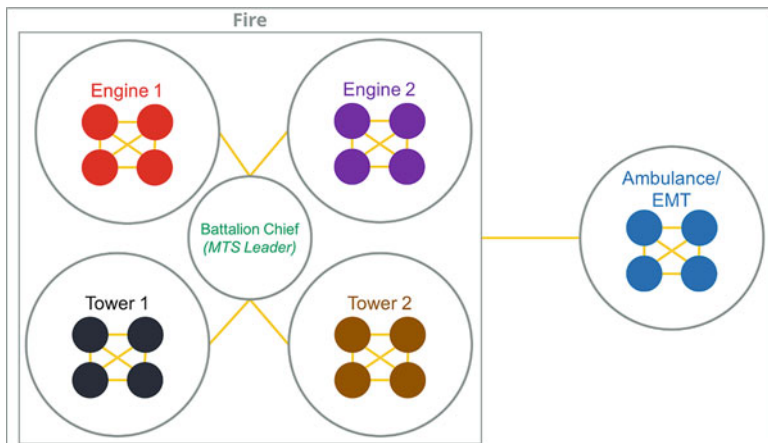 Fire
Engine 1
Engine 2
Ambulance/
EMT
Battalion Chief
(MTS Leader)
Tower 1
Tower 2